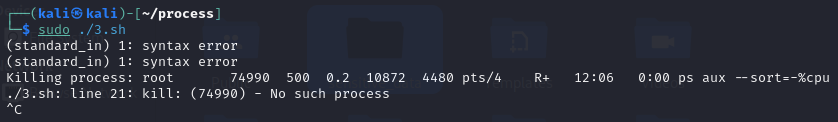 ┌──(kali㉿kali)-[~/process]
└─$ sudo ./3.sh
(standard_in) 1: syntax error
(standard_in) 1: syntax error
Killing process: root       74990  500  0.2  10872  4480 pts/4    R+   12:06   0:00 ps aux --sort=-%cpu
./3.sh: line 21: kill: (74990) - No such process
^C